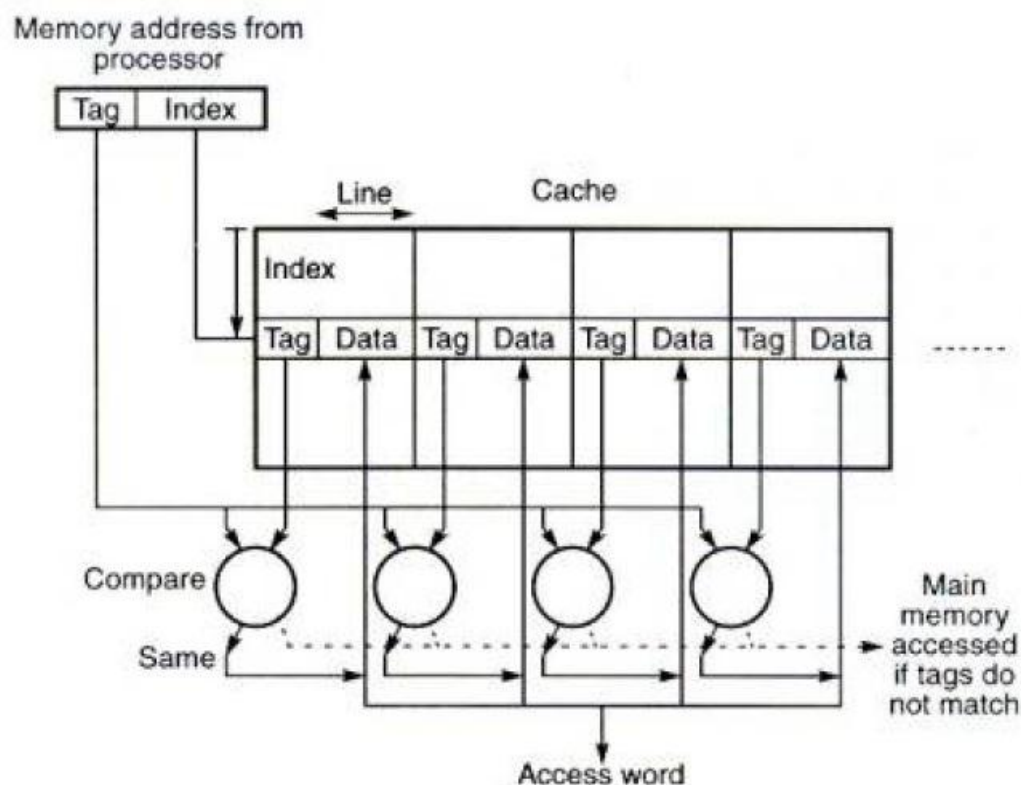 Memory address from
processor
Tag Index
Line
Cache
Index
Tag Data Tag Data Tag Data Tag Data
Compare
Same
Main
memory
accessed
if tags do
not match
Access word